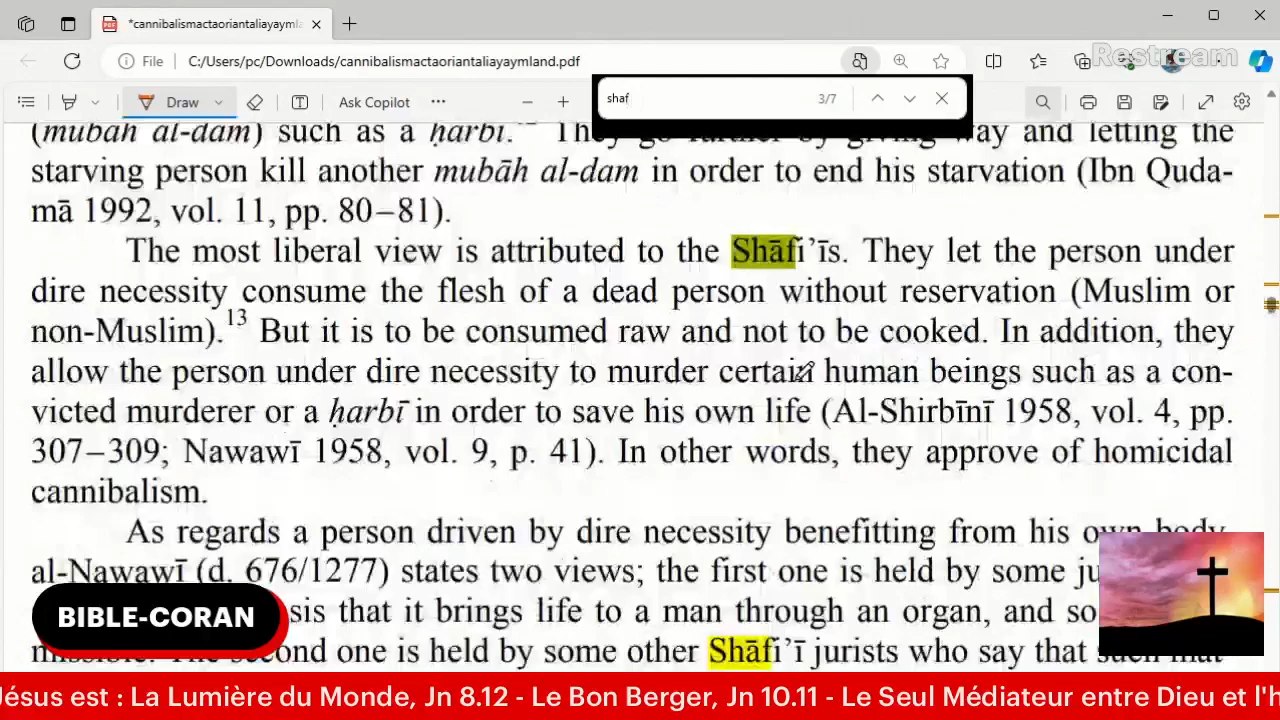 *cannibalismactaoriantaliayayml
Restream
File C:/Users/pc/Downloads/cannibalismactaoriantaliayaymland.pdf
Draw Ask Copilot
shaf 3/7
(mubāh al-dam) such as a ḥarbī. They go further by giving way and letting the
starving person kill another mubāh al-dam in order to end his starvation (Ibn Quda-
mā 1992, vol. 11, pp. 80–81).
The most liberal view is attributed to the Shāfi’īs. They let the person under
dire necessity consume the flesh of a dead person without reservation (Muslim or
non-Muslim).13 But it is to be consumed raw and not to be cooked. In addition, they
allow the person under dire necessity to murder certain human beings such as a con-
victed murderer or a ḥarbī in order to save his own life (Al-Shirbīnī 1958, vol. 4, pp.
307–309; Nawawī 1958, vol. 9, p. 41). In other words, they approve of homicidal
cannibalism.
As regards a person driven by dire necessity benefitting from his own body,
al-Nawawī (d. 676/1277) states two views; the first one is held by some ju
sis that it brings life to a man through an organ, and so
second one is held by some other Shāfi’ī jurists who say that such
BIBLE-CORAN
Jésus est : La Lumière du Monde, Jn 8.12 - Le Bon Berger, Jn 10.11 - Le Seul Médiateur entre Dieu et l'h